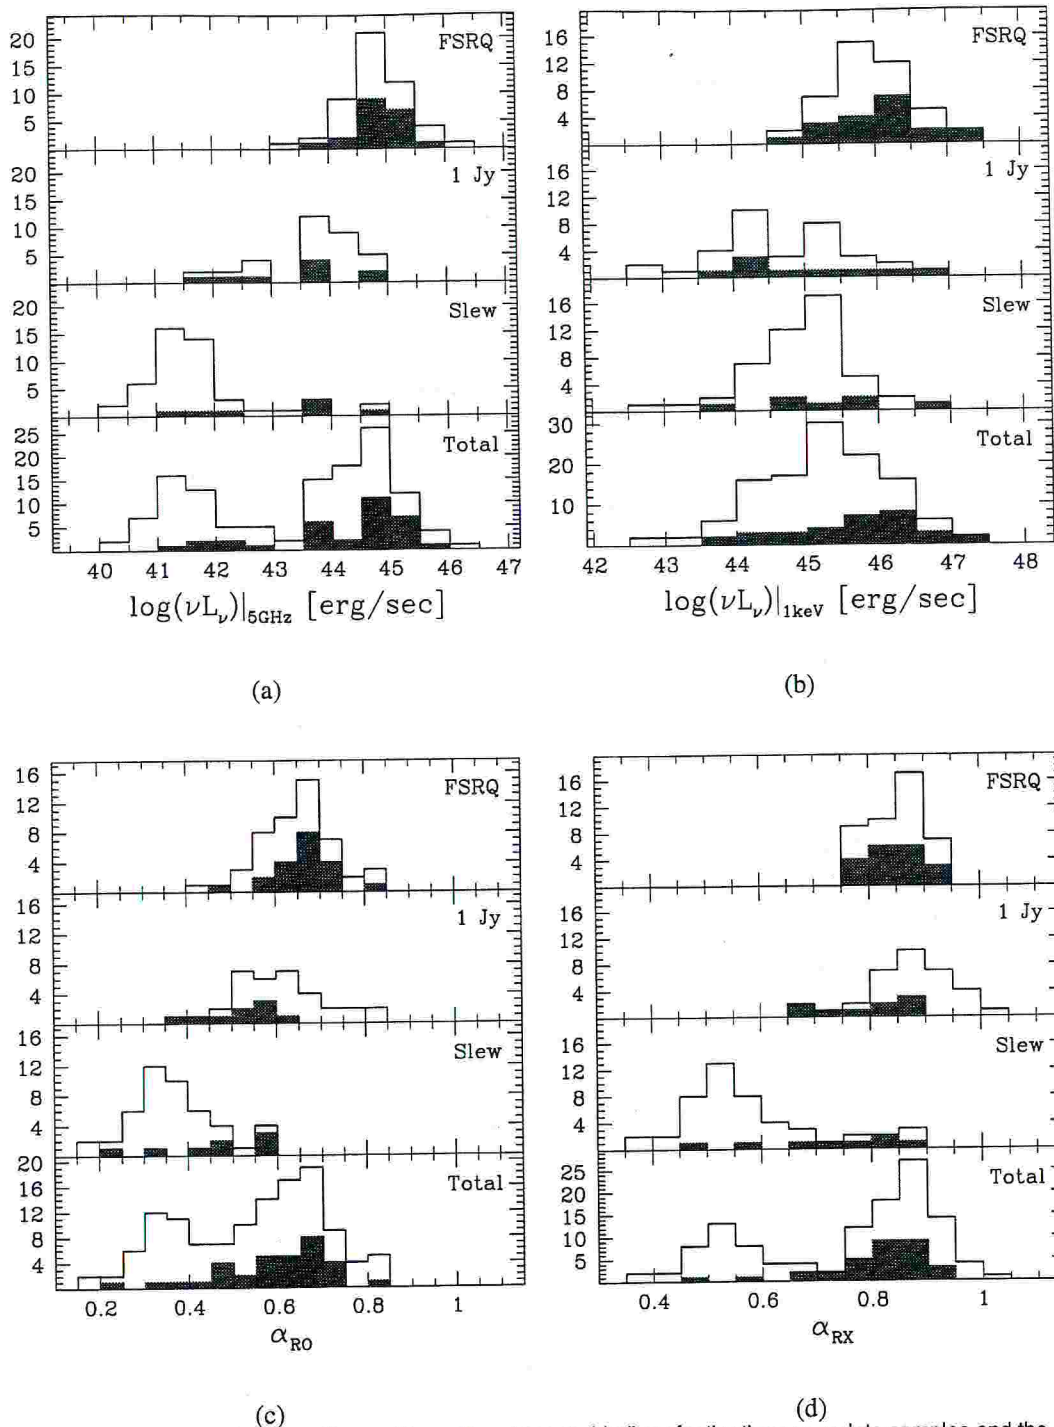 FSRQ
20
15
10
5
1 Jy
20
15
10
5
Slew
20
15
10
5
Total
25
20
15
10
5
40 41 42 43 44 45 46 47
log(νLν)|5GHz [erg/sec]
(a)
FSRQ
16
12
8
4
1 Jy
16
12
8
4
Slew
16
12
8
4
Total
30
20
10
42 43 44 45 46 47 48
log(νLν)|1keV [erg/sec]
(b)
FSRQ
16
12
8
4
1 Jy
16
12
8
4
Slew
16
12
8
4
Total
20
16
12
8
4
0.2 0.4 0.6 0.8 1
αRO
(c)
FSRQ
16
12
8
4
1 Jy
16
12
8
4
Slew
16
12
8
4
Total
25
20
15
10
5
0.4 0.6 0.8 1
αRX
(d)